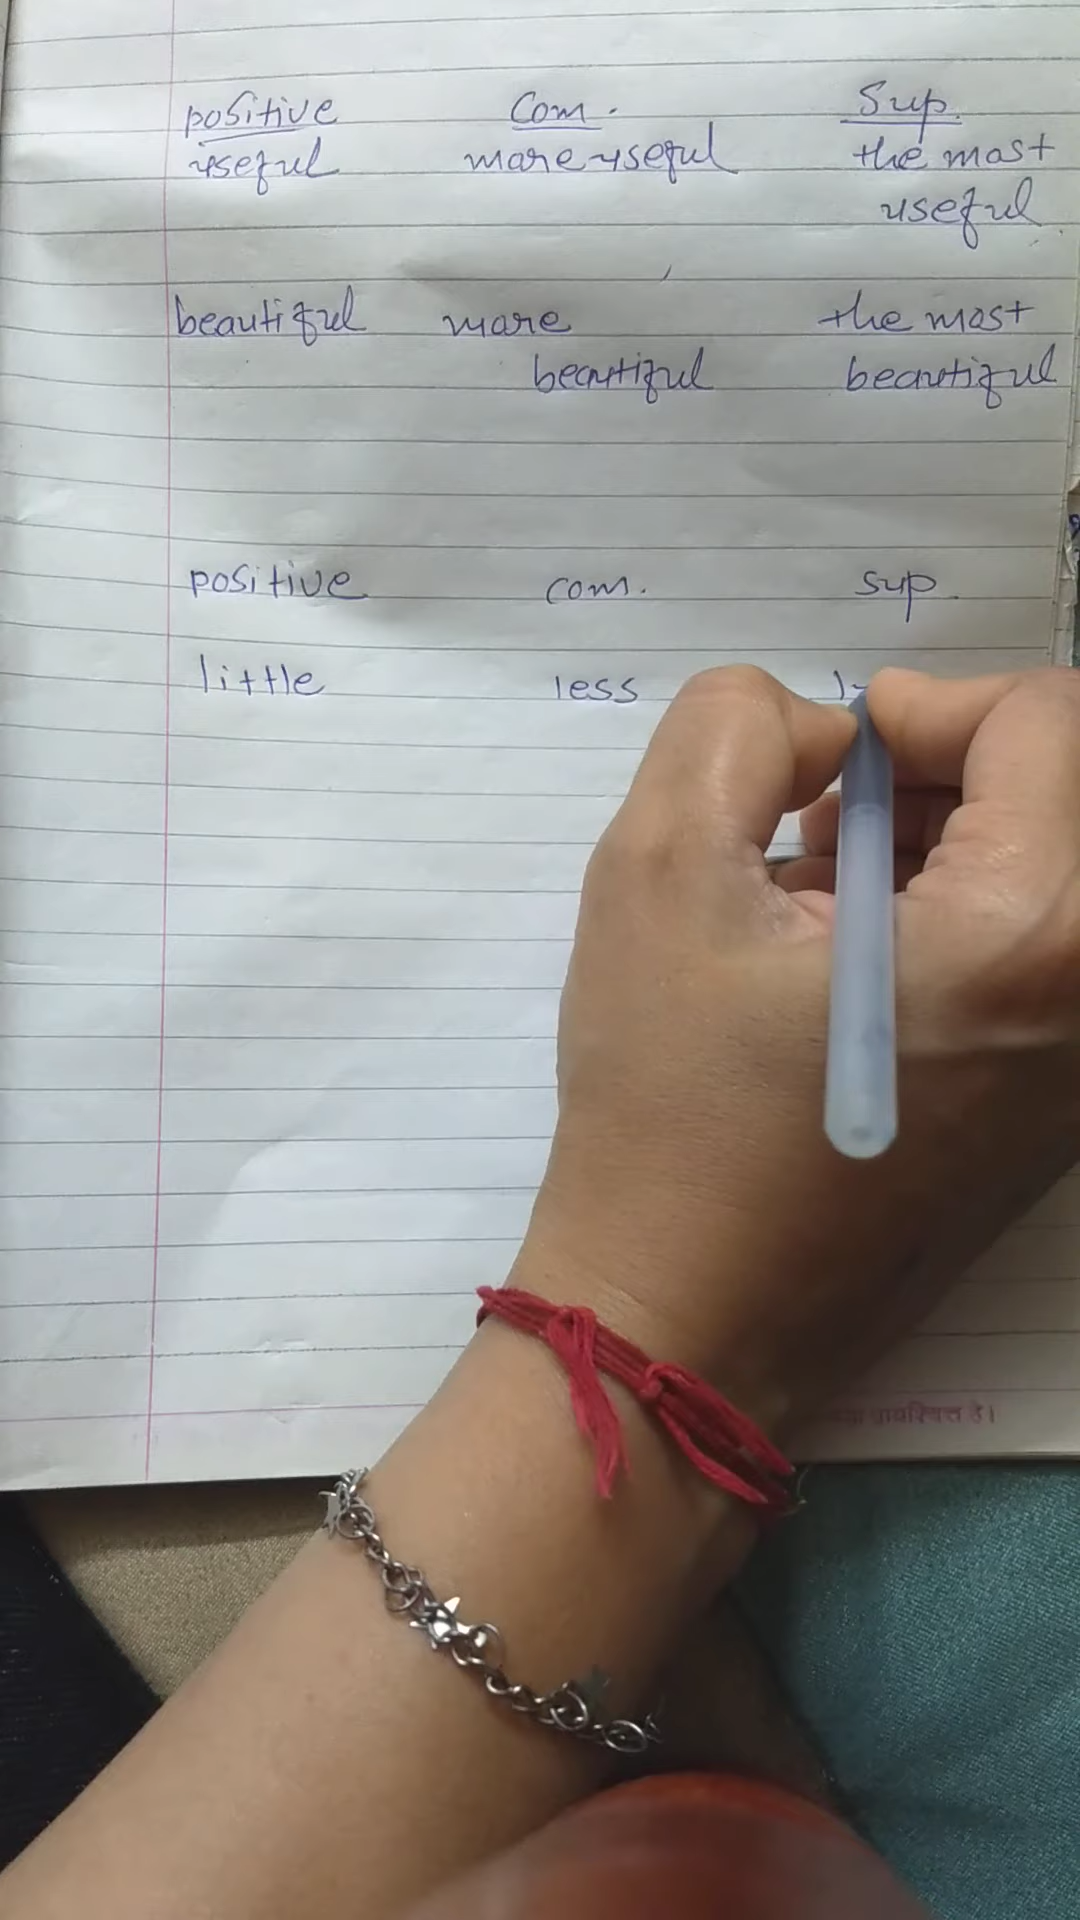 positive Com. Sup.
useful more useful the most
useful
beautiful more the most
beautiful beautiful
positive com. sup.
little less